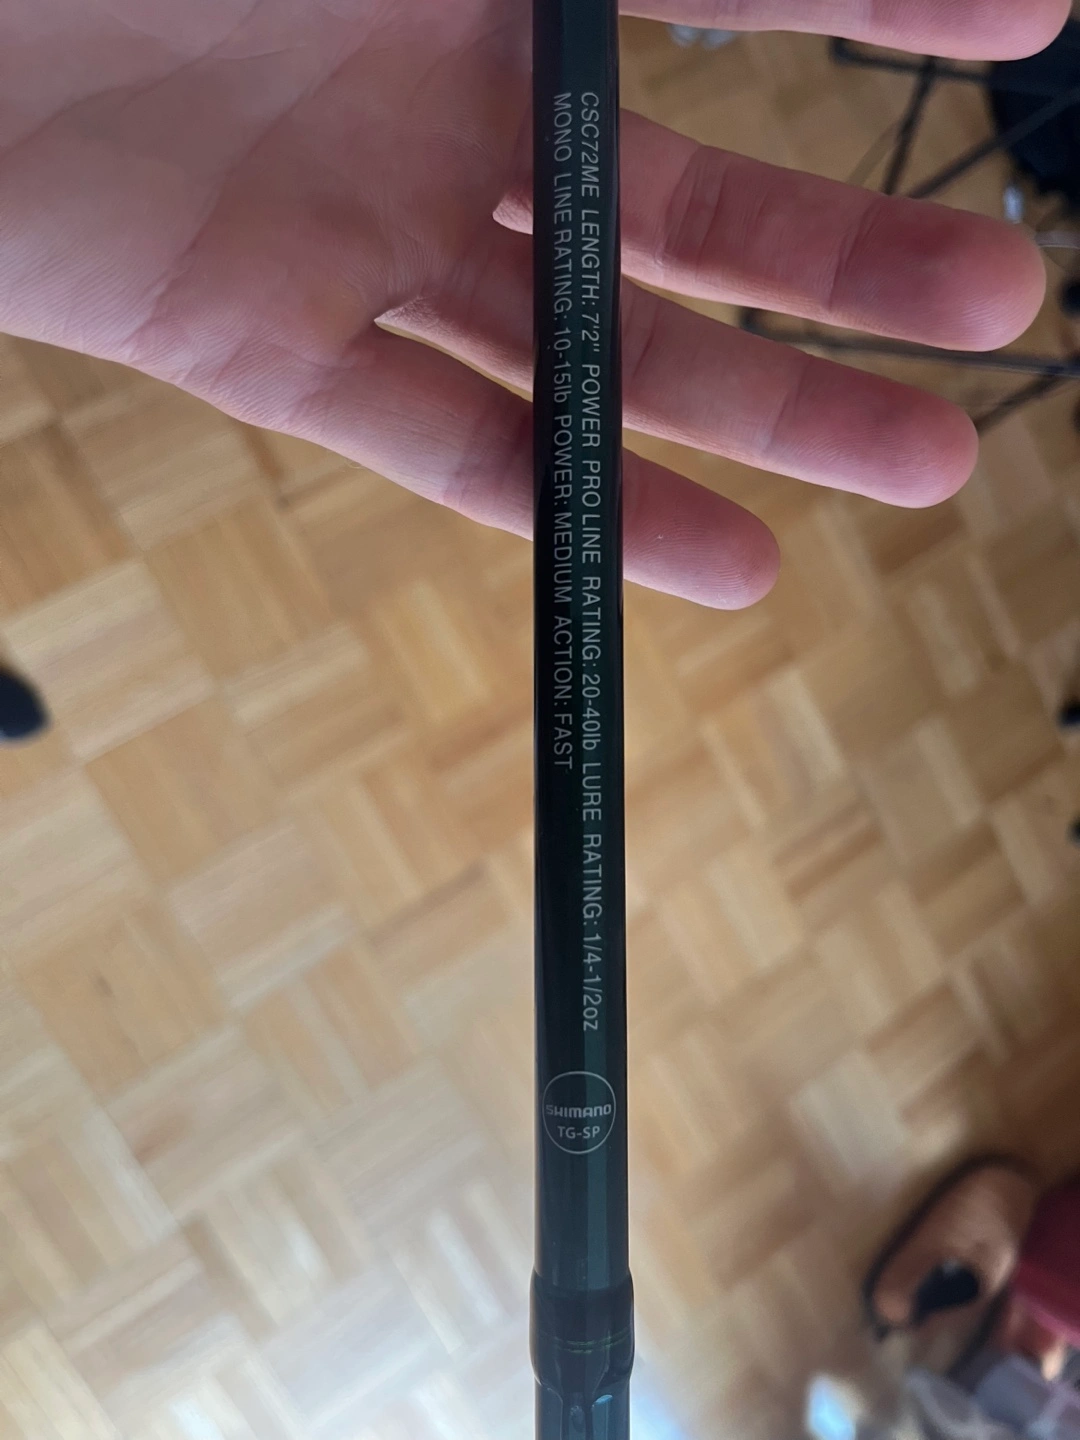 CSC72ME LENGTH: 7'2" POWER PRO LINE RATING: 20-40lb LURE RATING: 1/4-1/2oz
MONO LINE RATING: 10-15lb POWER: MEDIUM ACTION: FAST
SHIMANO
TG-SP